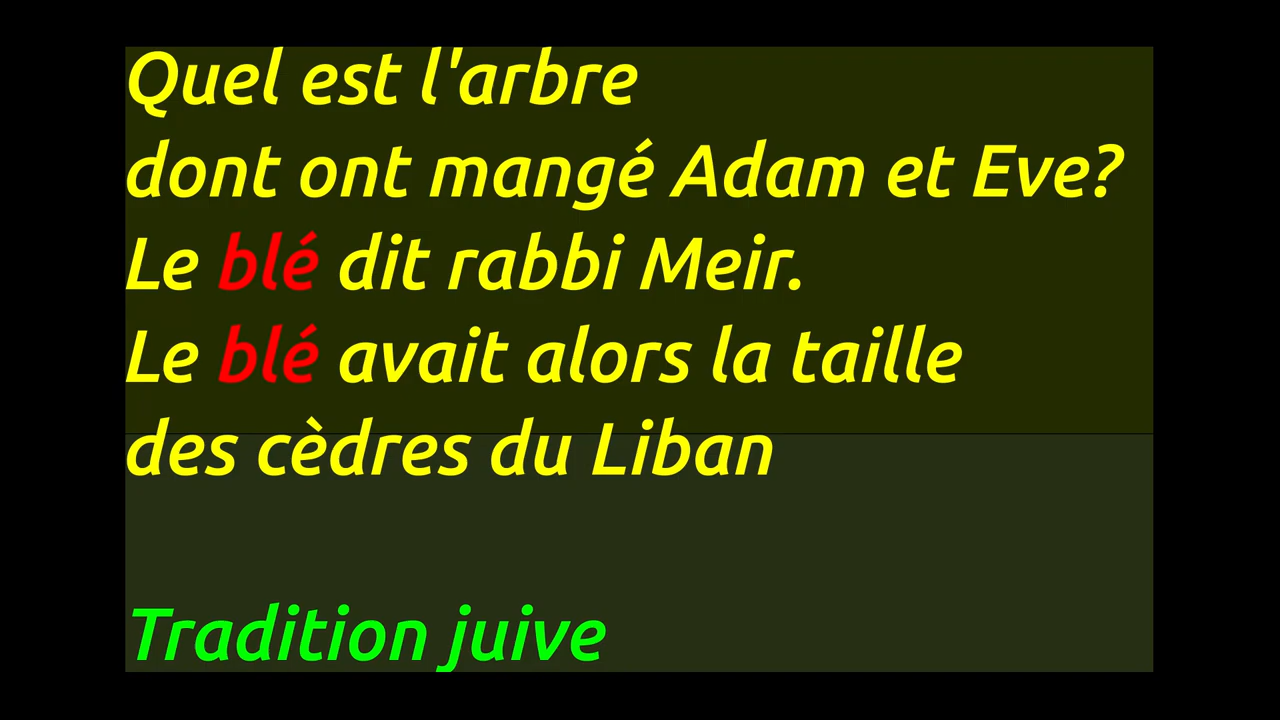 Quel est l'arbre
dont ont mangé Adam et Eve?
Le blé dit rabbi Meir.
Le blé avait alors la taille
des cèdres du Liban
Tradition juive